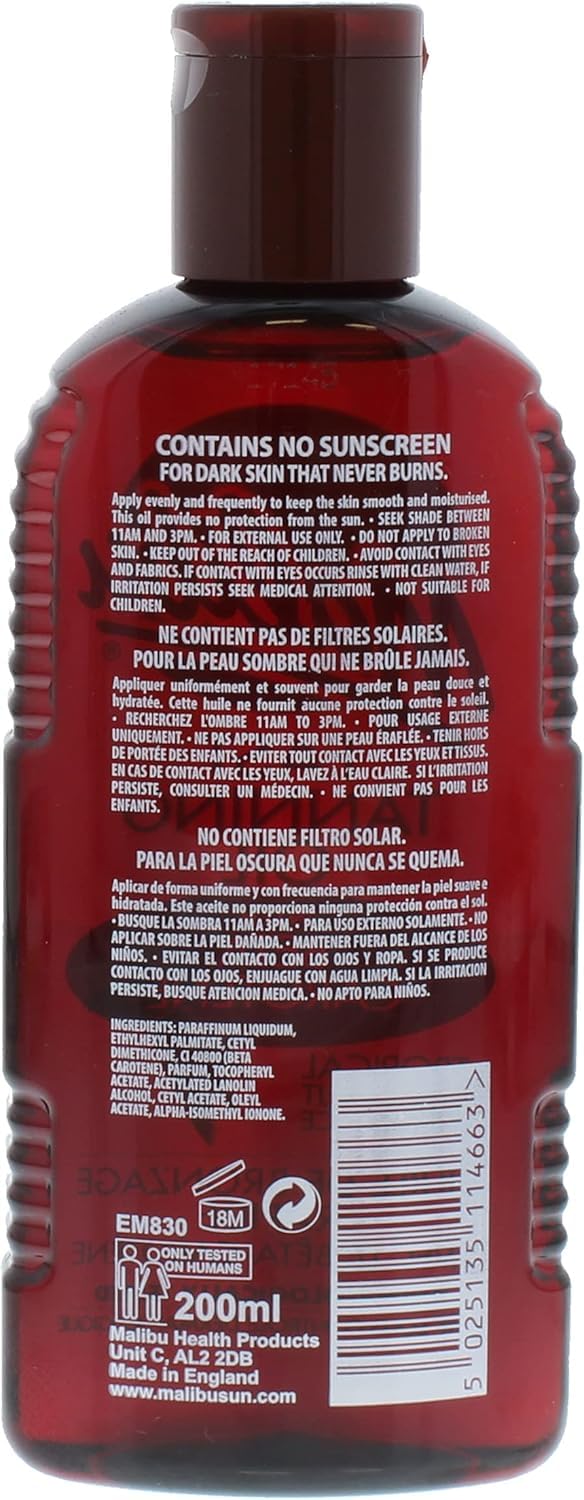 CONTAINS NO SUNSCREEN
FOR DARK SKIN THAT NEVER BURNS.
Apply evenly and frequently to keep the skin smooth and moisturised.
This oil provides no protection from the sun. • SEEK SHADE BETWEEN
11AM AND 3PM. • FOR EXTERNAL USE ONLY. • DO NOT APPLY TO BROKEN
SKIN. • KEEP OUT OF THE REACH OF CHILDREN. • AVOID CONTACT WITH EYES
AND FABRICS. IF CONTACT WITH EYES OCCURS RINSE WITH CLEAN WATER, IF
IRRITATION PERSISTS SEEK MEDICAL ATTENTION. • NOT SUITABLE FOR
CHILDREN.
NE CONTIENT PAS DE FILTRES SOLAIRES.
POUR LA PEAU SOMBRE QUI NE BRÛLE JAMAIS.
Appliquer uniformément et souvent pour garder la peau douce et
hydratée. Cette huile ne fournit aucune protection contre le soleil.
• RECHERCHEZ L'OMBRE 11AM TO 3PM. • POUR USAGE EXTERNE
UNIQUEMENT. • NE PAS APPLIQUER SUR UNE PEAU ÉRAFLÉE. • TENIR HORS
DE PORTÉE DES ENFANTS. • EVITER TOUT CONTACT AVEC LES YEUX ET TISSUS.
EN CAS DE CONTACT AVEC LES YEUX, LAVEZ À L'EAU CLAIRE. SI L'IRRITATION
PERSISTE, CONSULTER UN MÉDECIN. • NE CONVIENT PAS POUR LES
ENFANTS.
NO CONTIENE FILTRO SOLAR.
PARA LA PIEL OSCURA QUE NUNCA SE QUEMA.
Aplicar de forma uniforme y con frecuencia para mantener la piel suave e
hidratada. Este aceite no proporciona ninguna protección contra el sol.
• BUSQUE LA SOMBRA 11AM A 3PM. • PARA USO EXTERNO SOLAMENTE. • NO
APLICAR SOBRE LA PIEL DAÑADA. • MANTENER FUERA DEL ALCANCE DE LOS
NIÑOS. • EVITAR EL CONTACTO CON LOS OJOS Y ROPA. SI SE PRODUCE
CONTACTO CON LOS OJOS, ENJUAGUE CON AGUA LIMPIA. SI LA IRRITACIÓN
PERSISTE, BUSQUE ATENCION MEDICA. • NO APTO PARA NIÑOS.
INGREDIENTS: PARAFFINUM LIQUIDUM,
ETHYLHEXYL PALMITATE, CETYL
DIMETHICONE, CI 40800 (BETA
CAROTENE), PARFUM, TOCOPHERYL
ACETATE, ACETYLATED LANOLIN
ALCOHOL, CETYL ACETATE, OLEYL
ACETATE, ALPHA-ISOMETHYL IONONE.
EM830
18M
ONLY TESTED
ON HUMANS
200ml
Malibu Health Products
Unit C, AL2 2DB
Made in England
www.malibusun.com
5 025135 114663 >